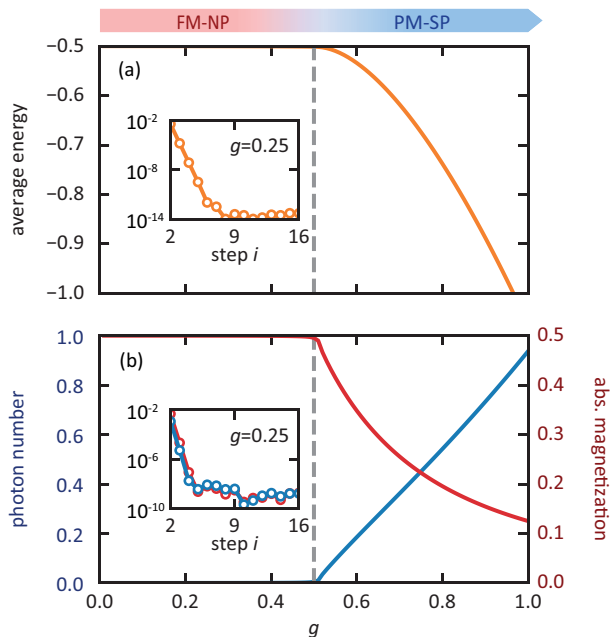 FM-NP PM-SP
(a)
average energy
−0.5
−0.6
−0.7
−0.8
−0.9
−1.0
g=0.25
10-2
10-8
10-14
2 9 16
step i
(b)
photon number
1.0
0.8
0.6
0.4
0.2
0.0
g=0.25
10-2
10-6
10-10
2 9 16
step i
0.5
0.4
0.3
0.2
0.1
0.0
abs. magnetization
0.0 0.2 0.4 0.6 0.8 1.0
g